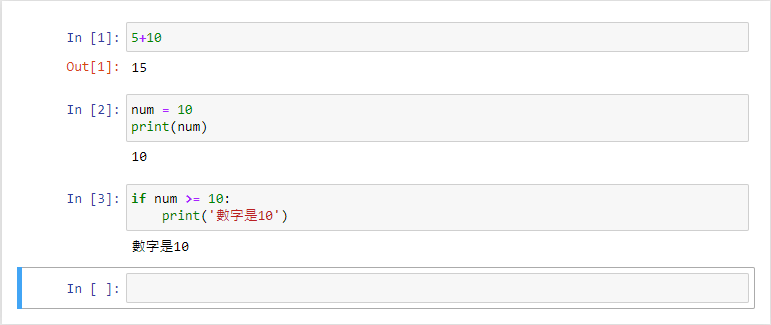 In [1]: 5+10
Out[1]: 15
In [2]: num = 10
print(num)
10
In [3]: if num >= 10:
    print('數字是10')
數字是10
In [ ]: